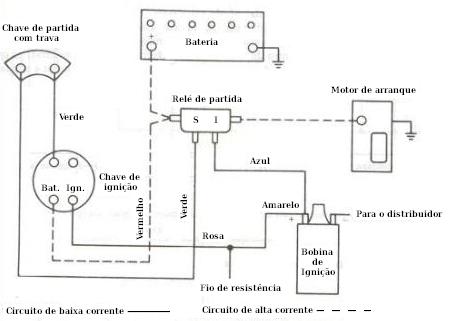 Chave de partida
com trava
+
Bateria
Relé de partida
Motor de arranque
S I
Verde
Azul
Chave de
ignição
Bat. Ign.
Vermelho
Verde
Amarelo
Para o distribuidor
+ -
Rosa
Bobina
de
Ignição
Fio de resistência
Circuito de baixa corrente
Circuito de alta corrente